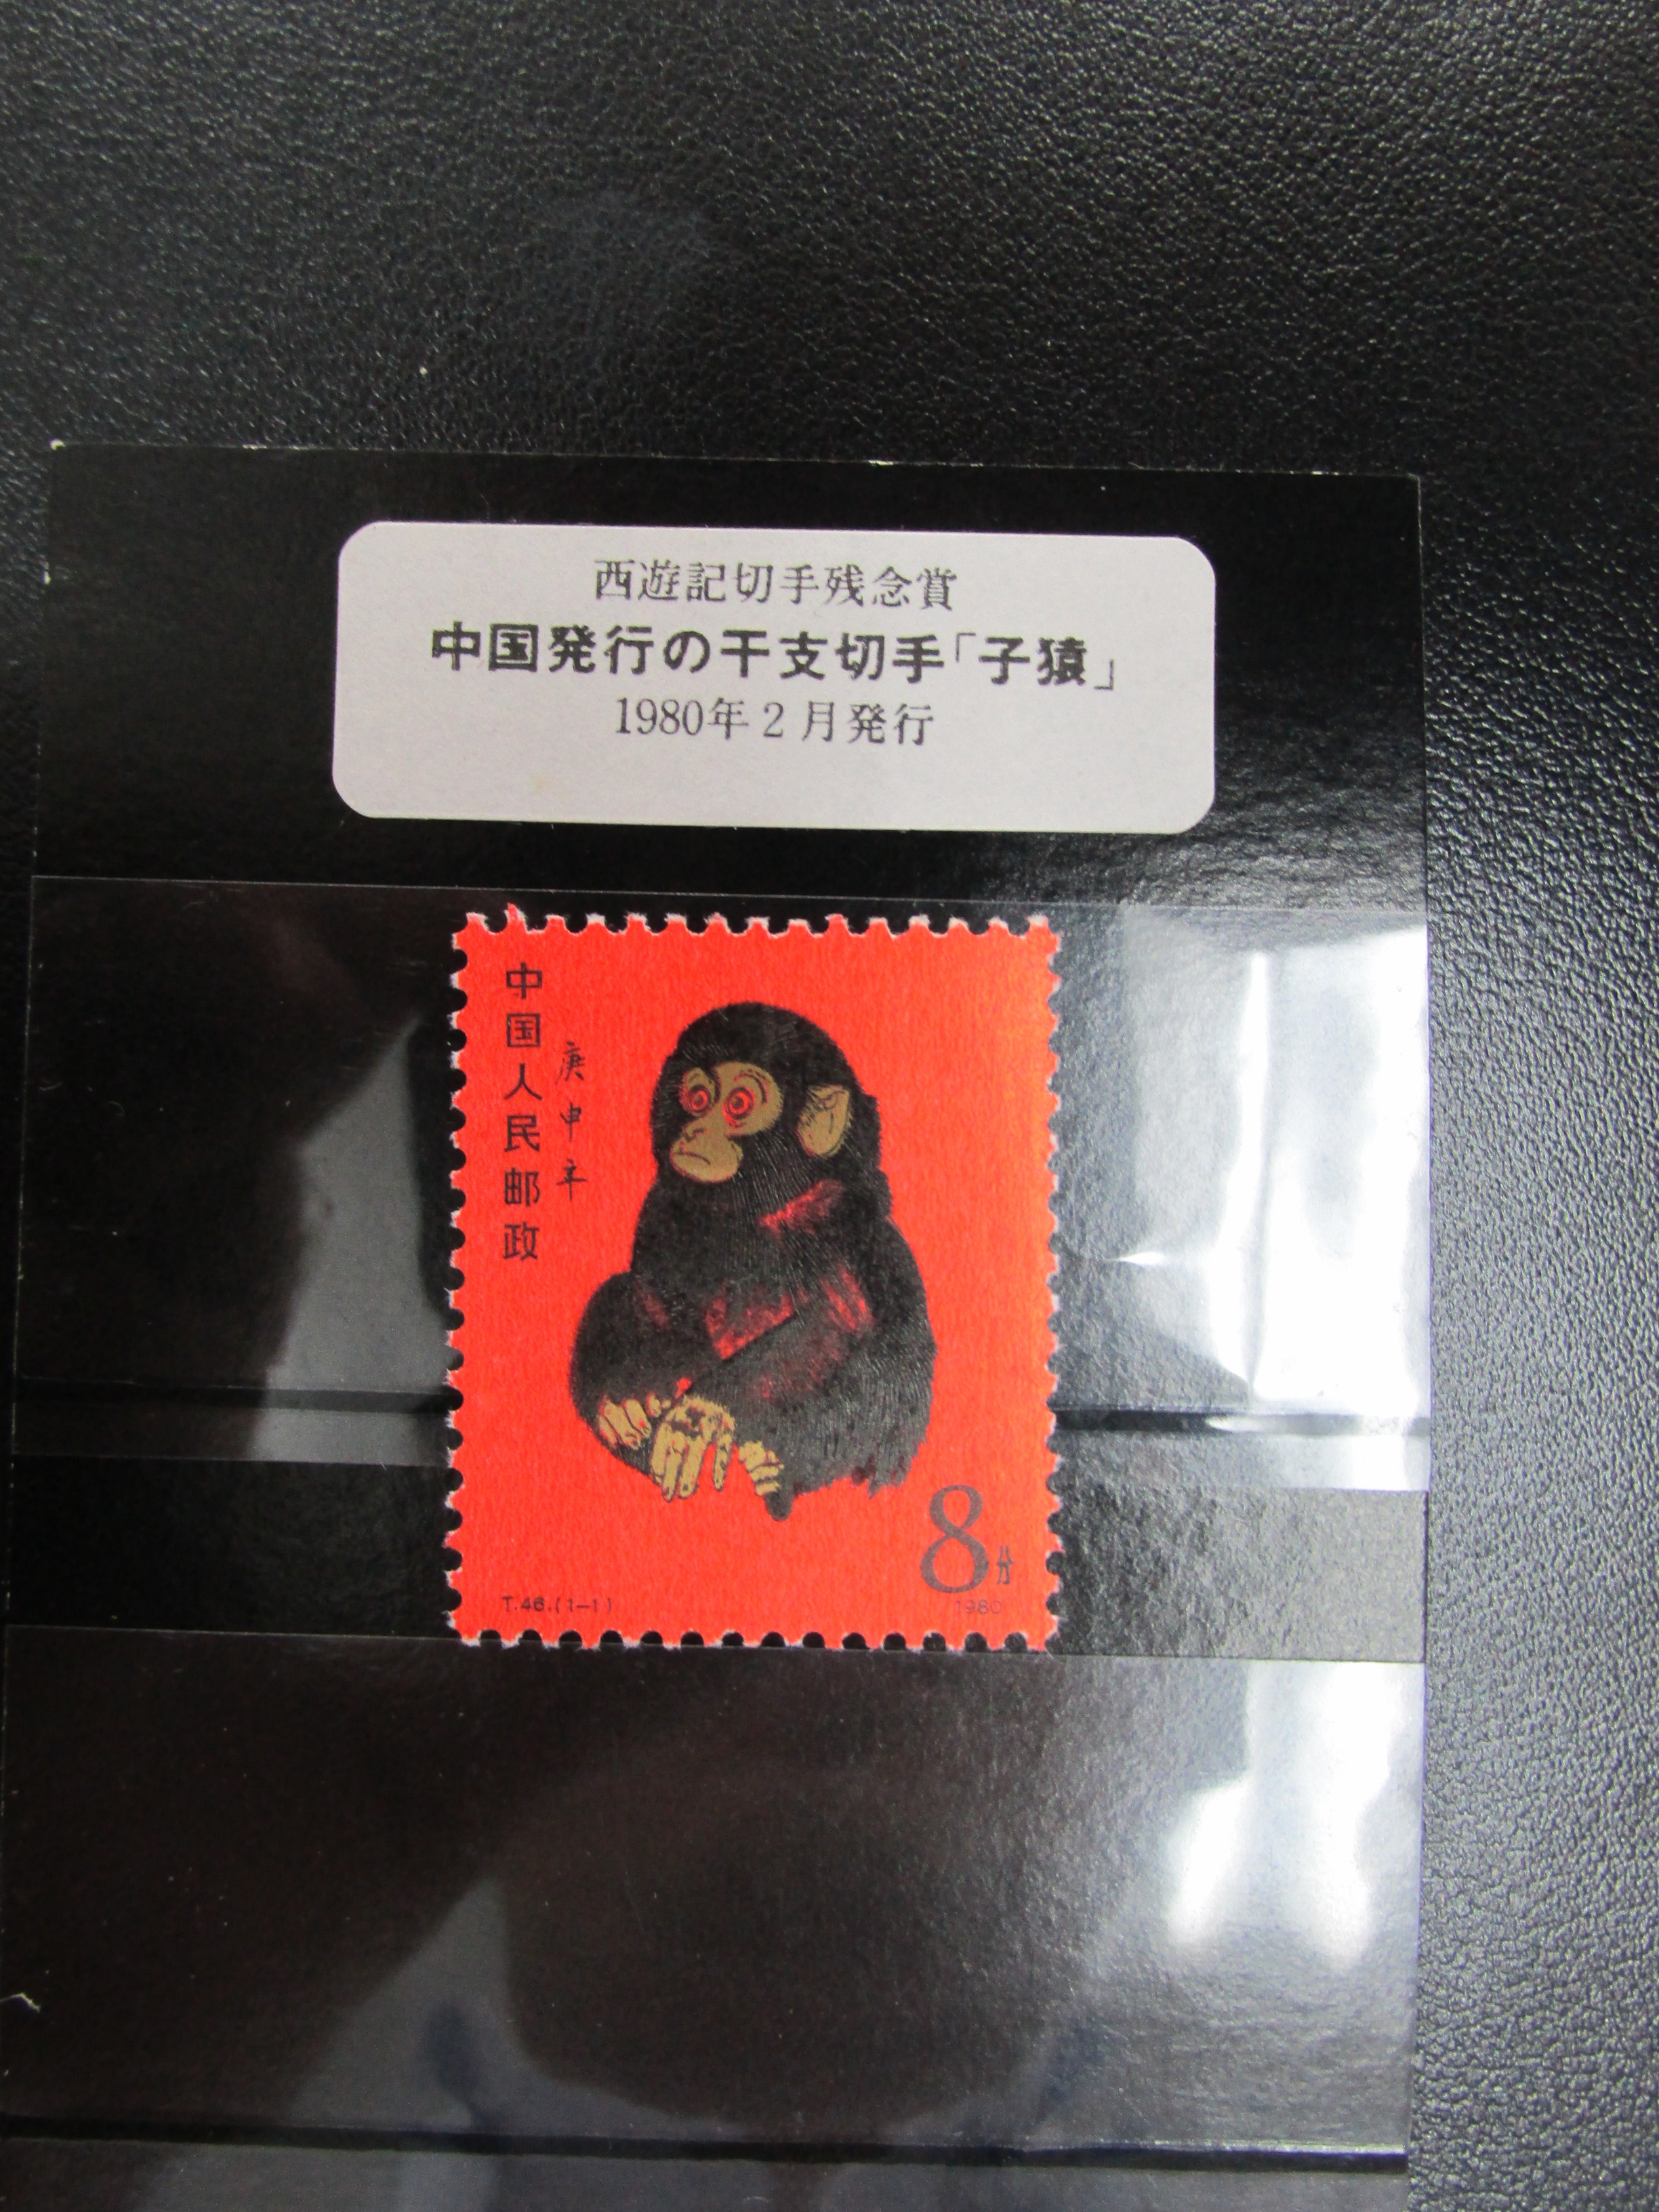 西遊記切手残念賞
中国発行の干支切手「子猿」
1980年2月発行
中国人民邮政
庚申年
8分
T.46.(1-1)
1980